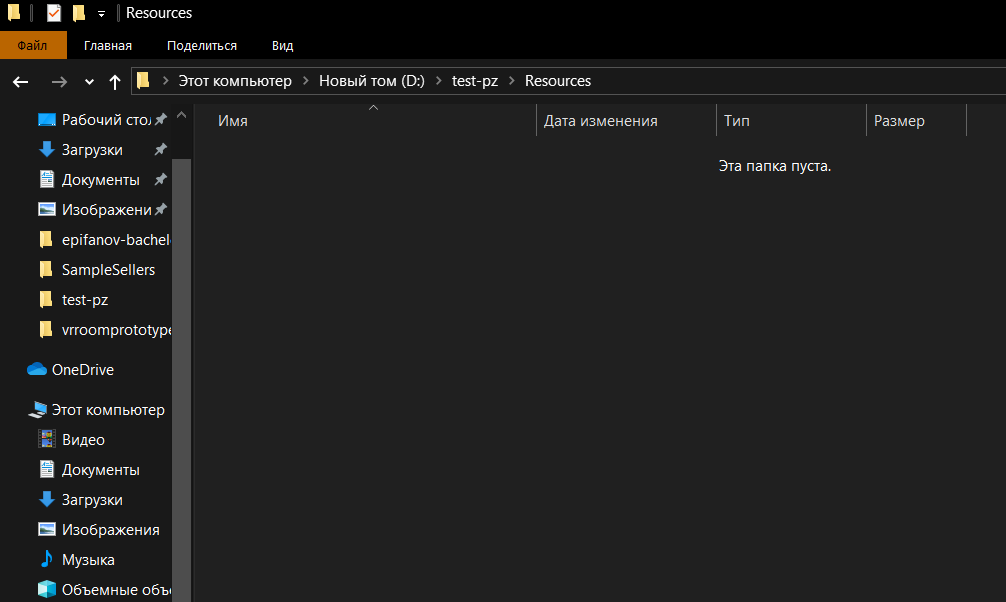 Resources
Файл Главная Поделиться Вид
Этот компьютер Новый том (D:) test-pz Resources
Имя Дата изменения Тип Размер
Эта папка пуста.
Рабочий стол
Загрузки
Документы
Изображени
epifanov-bachel
SampleSellers
test-pz
vrroomprototype
OneDrive
Этот компьютер
Видео
Документы
Загрузки
Изображения
Музыка
Объемные объ